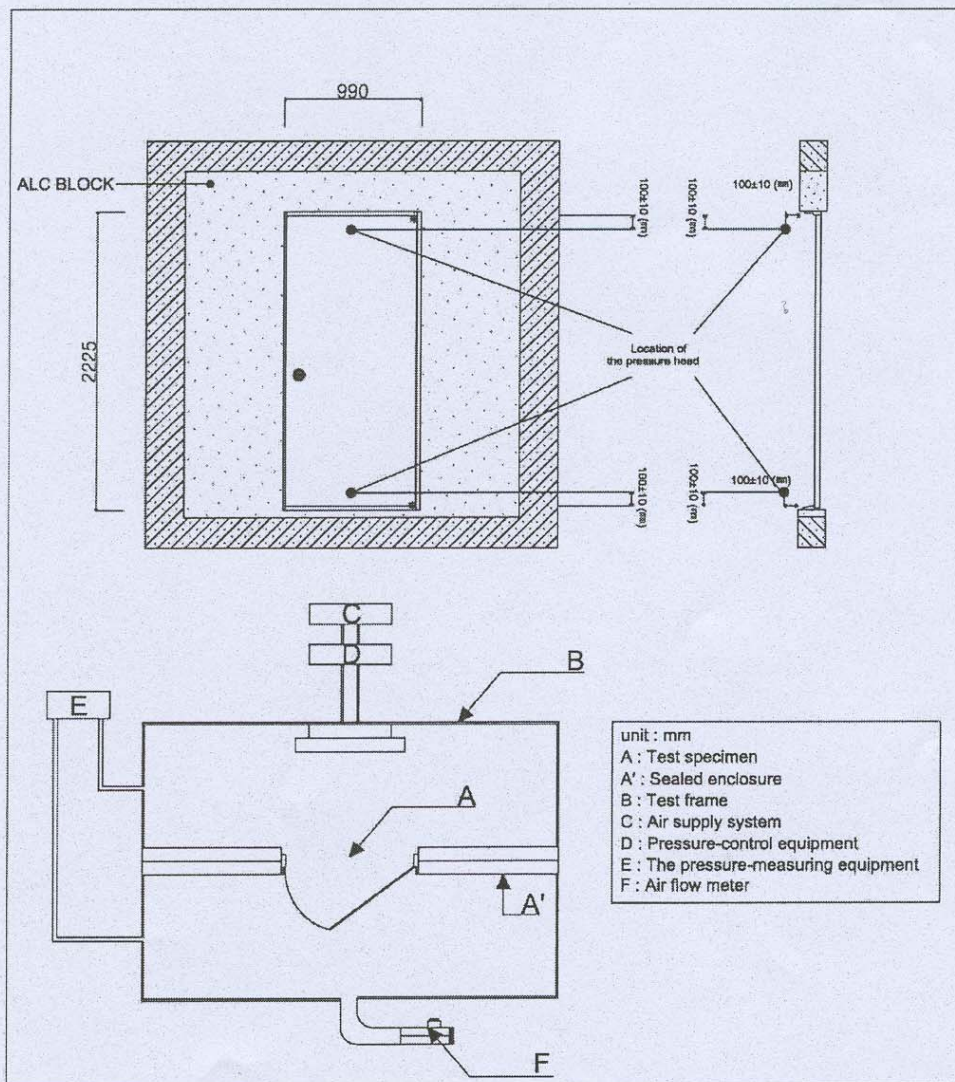 990
ALC BLOCK
2225
100±10 (㎜)
100±10 (㎜)
100±10 (㎜)
Location of
the pressure head
100±10 (㎜)
100±10 (㎜)
100±10 (㎜)
C
D
B
E
A
A'
F
unit : mm
A : Test specimen
A' : Sealed enclosure
B : Test frame
C : Air supply system
D : Pressure-control equipment
E : The pressure-measuring equipment
F : Air flow meter